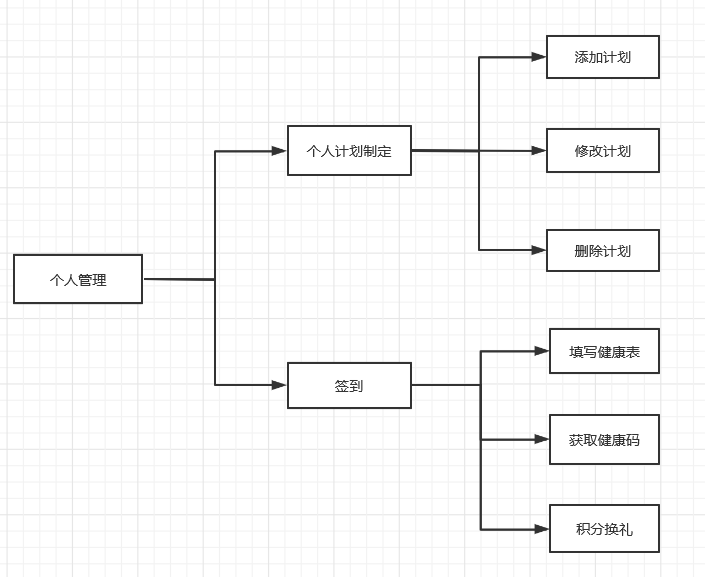 添加计划
个人计划制定
修改计划
删除计划
个人管理
填写健康表
签到
获取健康码
积分换礼